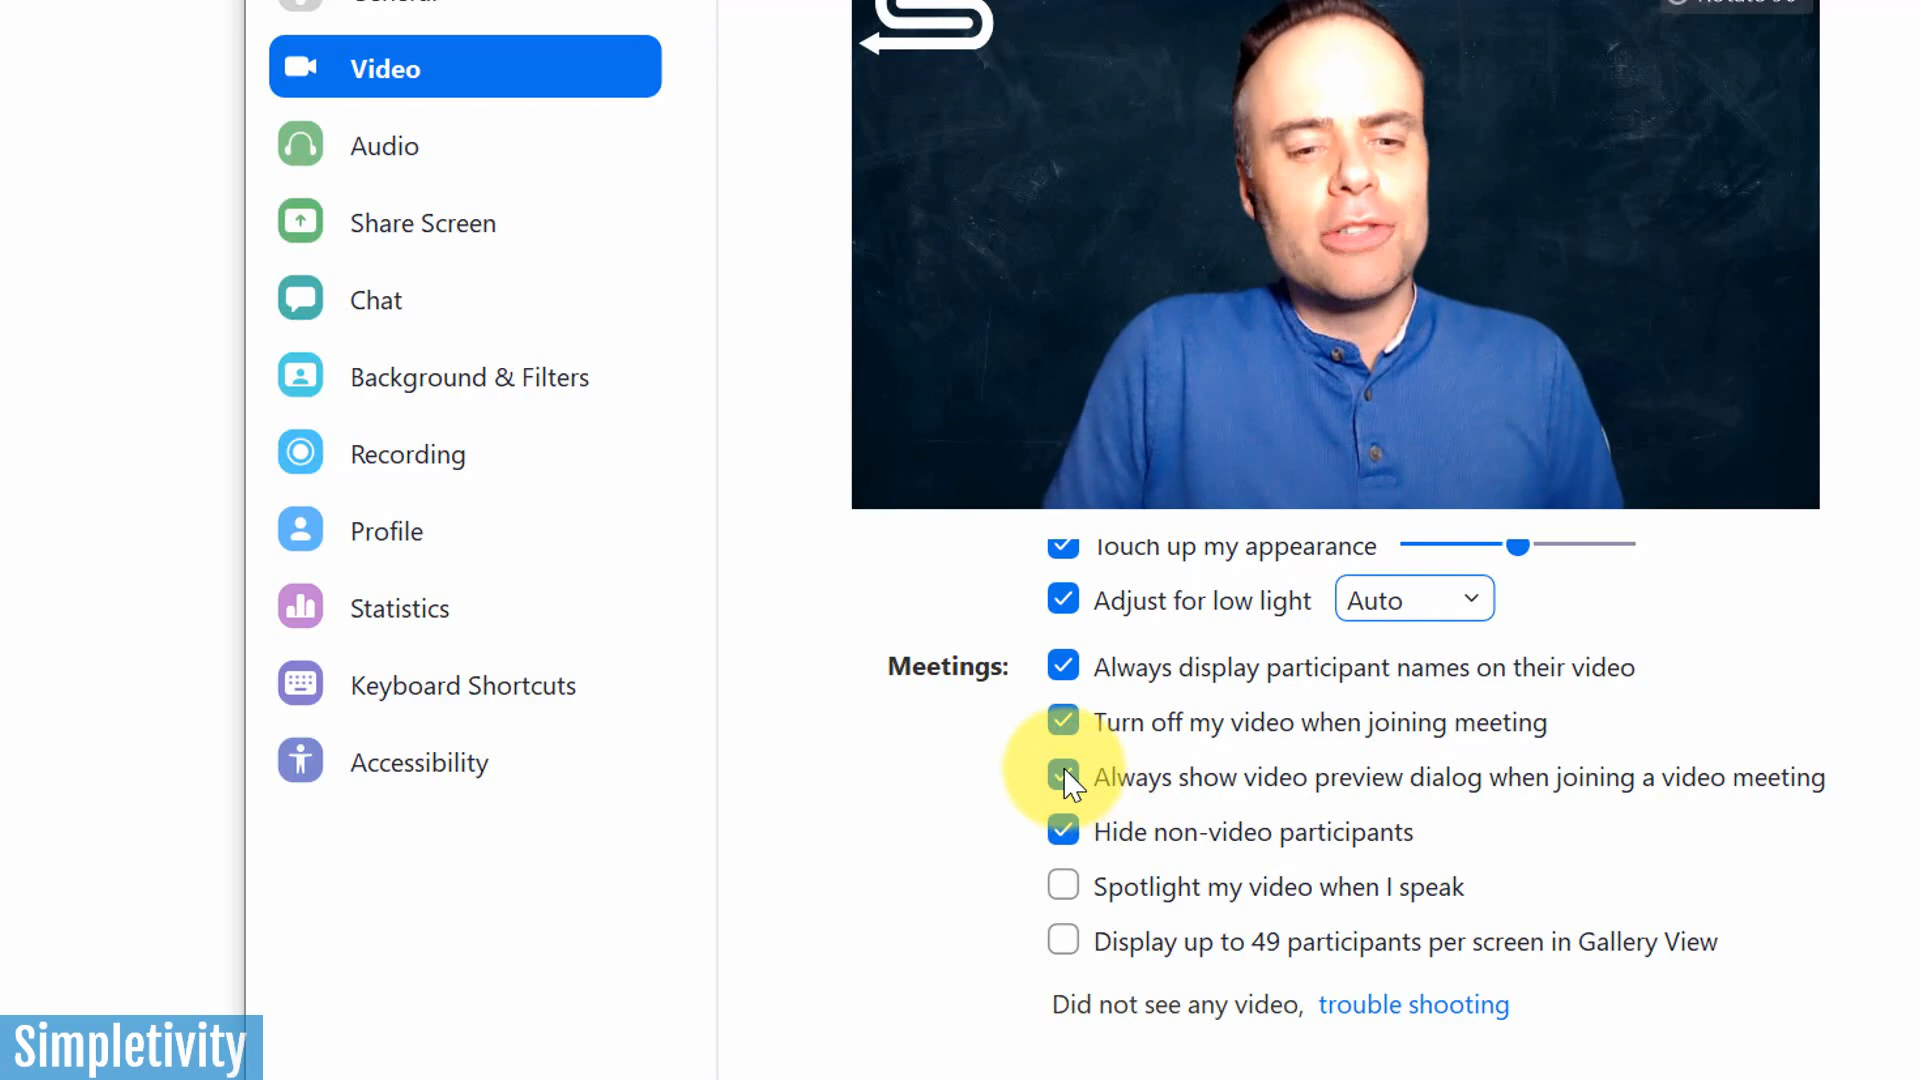 General
Video
Audio
Share Screen
Chat
Background & Filters
Recording
Profile
Statistics
Keyboard Shortcuts
Accessibility
Rotate 90°
Touch up my appearance
Adjust for low light Auto
Meetings: Always display participant names on their video
Turn off my video when joining meeting
Always show video preview dialog when joining a video meeting
Hide non-video participants
Spotlight my video when I speak
Display up to 49 participants per screen in Gallery View
Did not see any video, trouble shooting
Simpletivity